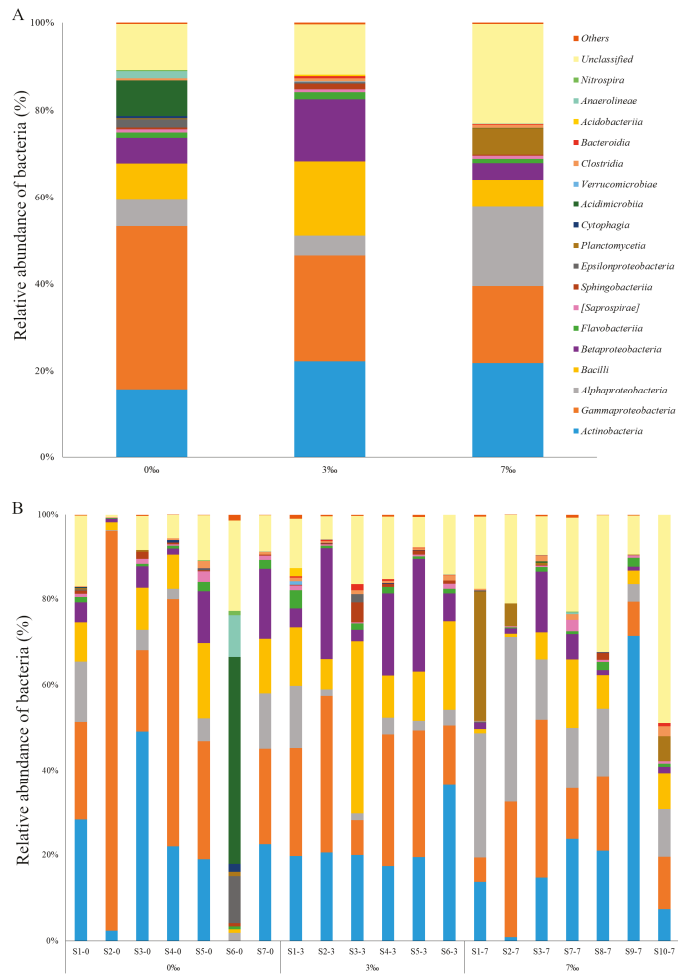 A
Relative abundance of bacteria (%)
100%
80%
60%
40%
20%
0%
0‰
3‰
7‰
Others
Unclassified
Nitrospira
Anaerolineae
Acidobacteriia
Bacteroidia
Clostridia
Verrucomicrobiae
Acidimicrobiia
Cytophagia
Planctomycetia
Epsilonproteobacteria
Sphingobacteriia
[Saprospirae]
Flavobacteriia
Betaproteobacteria
Bacilli
Alphaproteobacteria
Gammaproteobacteria
Actinobacteria
B
Relative abundance of bacteria (%)
100%
80%
60%
40%
20%
0%
S1-0 S2-0 S3-0 S4-0 S5-0 S6-0 S7-0 S1-3 S2-3 S3-3 S4-3 S5-3 S6-3 S1-7 S2-7 S3-7 S7-7 S8-7 S9-7 S10-7
0‰ 3‰ 7‰